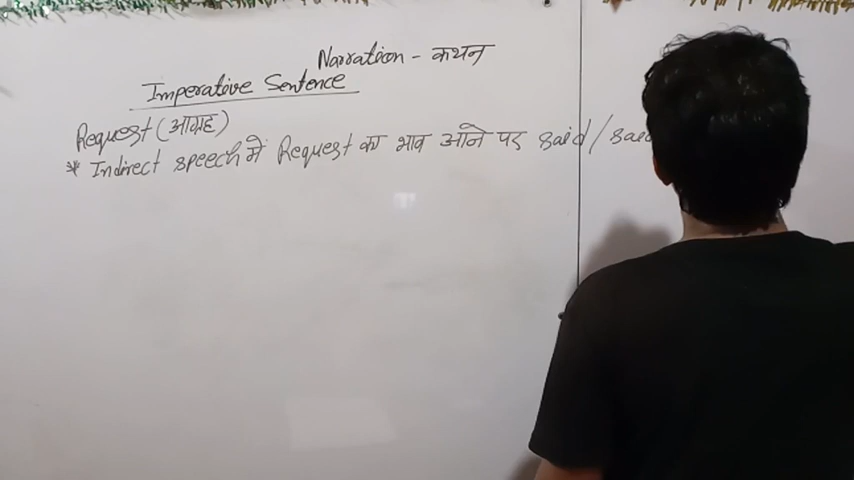 Narration - कथन
Imperative Sentence
Request (आग्रह)
* Indirect speech में Request का भाव आने पर said/